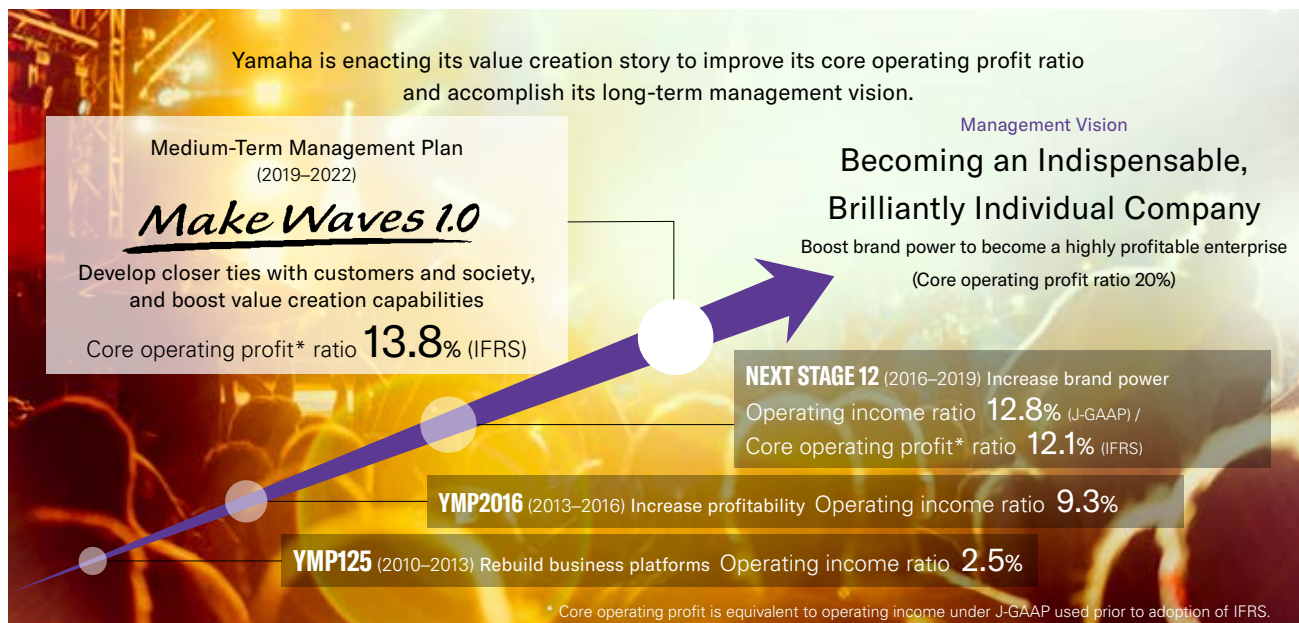 Yamaha is enacting its value creation story to improve its core operating profit ratio
and accomplish its long-term management vision.
Medium-Term Management Plan
(2019–2022)
Make Waves 1.0
Develop closer ties with customers and society,
and boost value creation capabilities
Core operating profit* ratio 13.8% (IFRS)
Management Vision
Becoming an Indispensable,
Brilliantly Individual Company
Boost brand power to become a highly profitable enterprise
(Core operating profit ratio 20%)
NEXT STAGE 12 (2016–2019) Increase brand power
Operating income ratio 12.8% (J-GAAP) /
Core operating profit* ratio 12.1% (IFRS)
YMP2016 (2013–2016) Increase profitability Operating income ratio 9.3%
YMP125 (2010–2013) Rebuild business platforms Operating income ratio 2.5%
* Core operating profit is equivalent to operating income under J-GAAP used prior to adoption of IFRS.